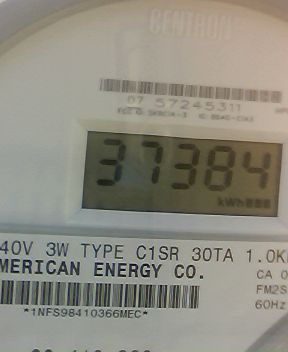 CENTRON
07 57245311
37384
kWh
40V 3W TYPE C1SR 30TA 1.0K
MERICAN ENERGY CO.
CA 0
FM2S
60Hz
*1NFS98410366MEC*